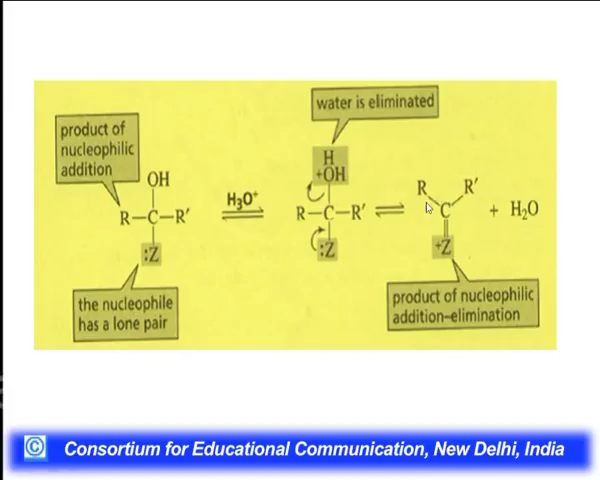 water is eliminated
product of
nucleophilic
addition
OH
R–C–R′
:Z
H₃O⁺
H
+OH
R–C–R′
:Z
R R′
C
+Z
+ H₂O
the nucleophile
has a lone pair
product of nucleophilic
addition–elimination
© Consortium for Educational Communication, New Delhi, India